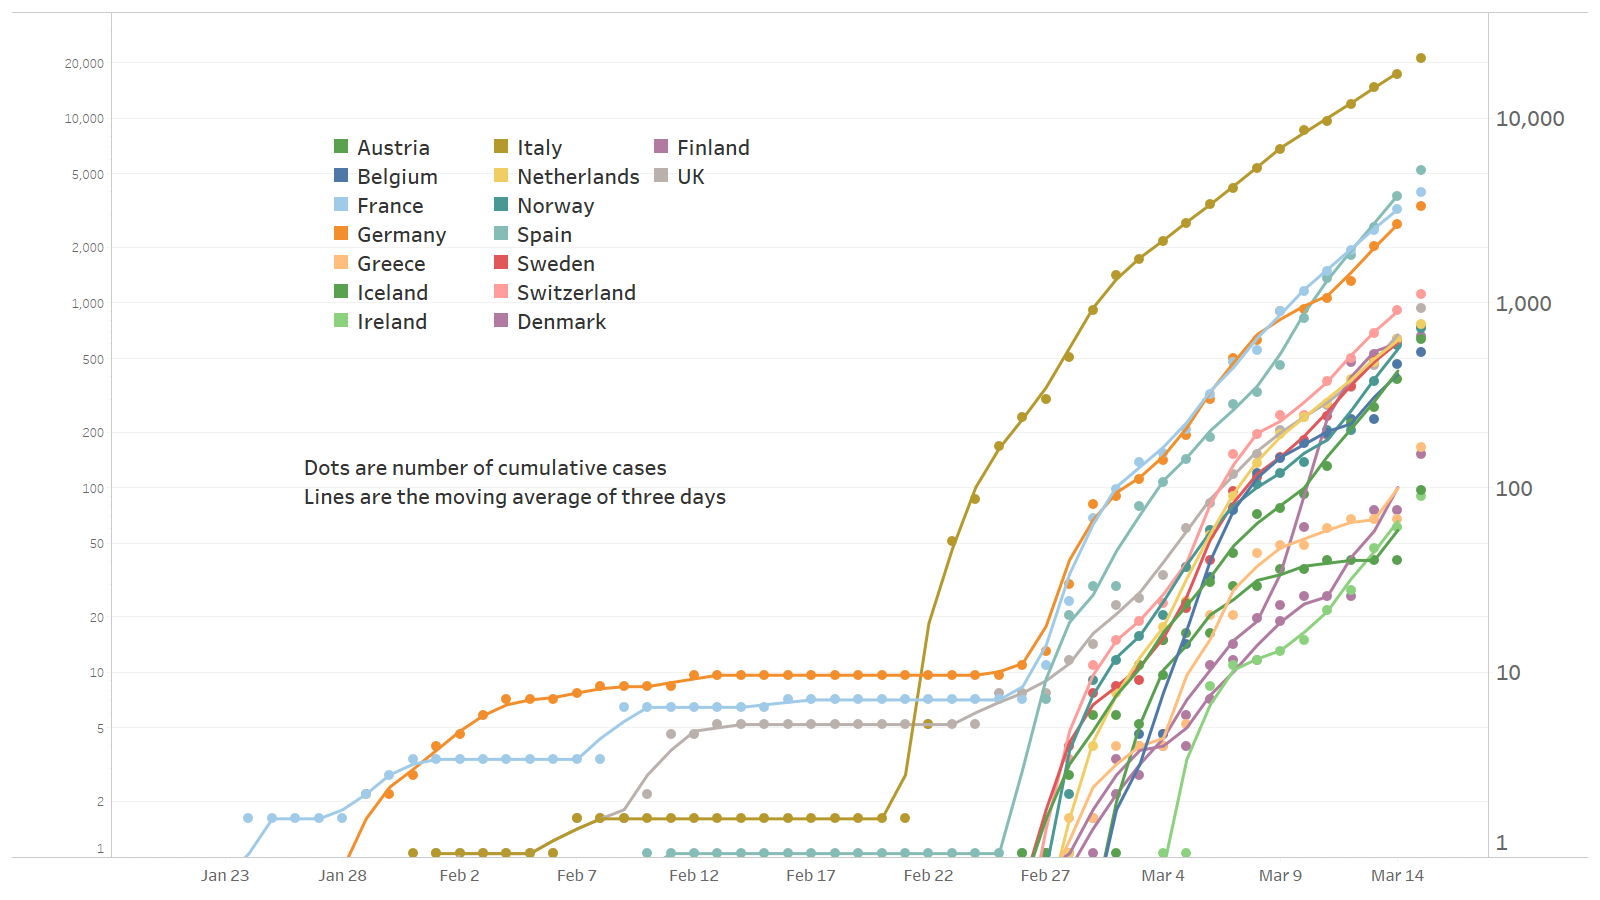 20,000
10,000
5,000
2,000
1,000
500
200
100
50
20
10
5
2
1
10,000
1,000
100
10
1
Austria
Belgium
France
Germany
Greece
Iceland
Ireland
Italy
Netherlands
Norway
Spain
Sweden
Switzerland
Denmark
Finland
UK
Dots are number of cumulative cases
Lines are the moving average of three days
Jan 23 Jan 28 Feb 2 Feb 7 Feb 12 Feb 17 Feb 22 Feb 27 Mar 4 Mar 9 Mar 14